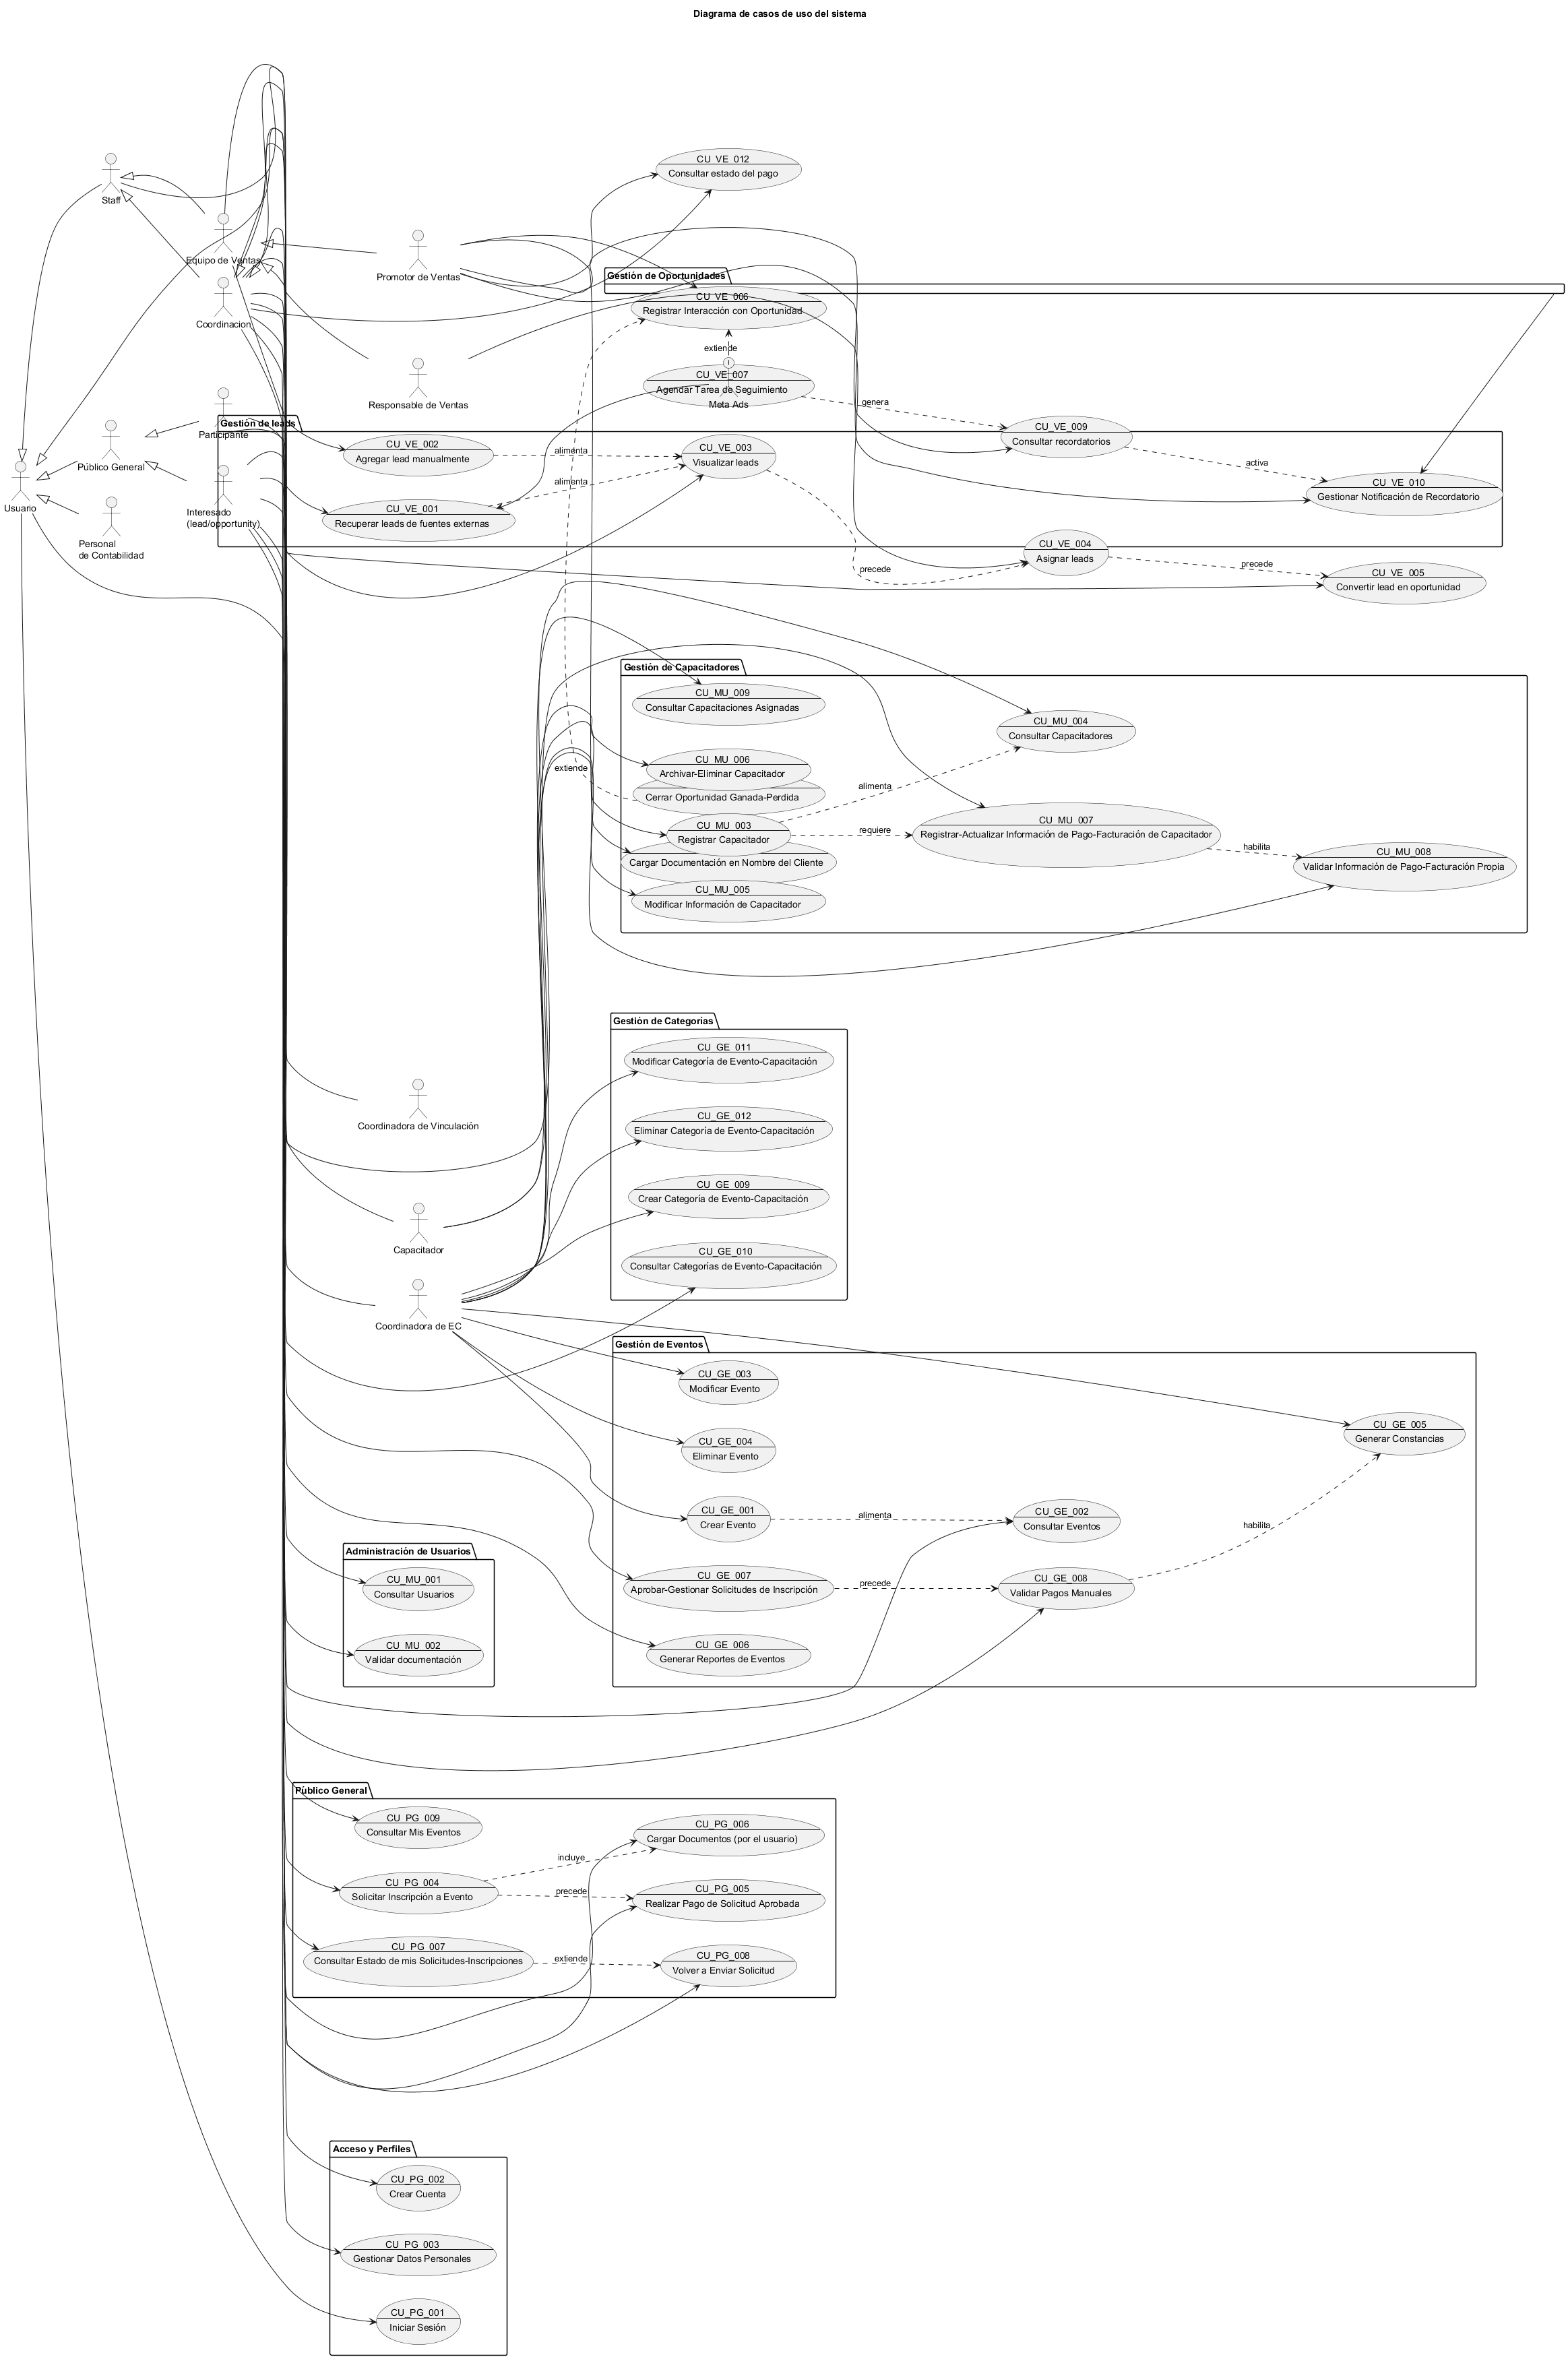 Diagrama de casos de uso del sistema
Staff
Equipo de Ventas
Coordinacion
Promotor de Ventas
Responsable de Ventas
Participante
Público General
Usuario
Personal
de Contabilidad
Interesado
(lead/opportunity)
CU_VE_012
Consultar estado del pago
Gestión de Oportunidades
CU_VE_006
Registrar Interacción con Oportunidad
extiende
CU_VE_007
Agendar Tarea de Seguimiento
Meta Ads
genera
Gestión de leads
CU_VE_002
Agregar lead manualmente
alimenta
CU_VE_003
Visualizar leads
CU_VE_009
Consultar recordatorios
activa
CU_VE_010
Gestionar Notificación de Recordatorio
alimenta
CU_VE_001
Recuperar leads de fuentes externas
CU_VE_004
Asignar leads
precede
precede
CU_VE_005
Convertir lead en oportunidad
Gestión de Capacitadores
CU_MU_009
Consultar Capacitaciones Asignadas
CU_MU_004
Consultar Capacitadores
extiende
CU_MU_006
Archivar-Eliminar Capacitador
Cerrar Oportunidad Ganada-Perdida
alimenta
CU_MU_003
Registrar Capacitador
requiere
CU_MU_007
Registrar-Actualizar Información de Pago-Facturación de Capacitador
habilita
CU_MU_008
Validar Información de Pago-Facturación Propia
Cargar Documentación en Nombre del Cliente
CU_MU_005
Modificar Información de Capacitador
Gestión de Categorías
CU_GE_011
Modificar Categoría de Evento-Capacitación
Coordinadora de Vinculación
CU_GE_012
Eliminar Categoría de Evento-Capacitación
CU_GE_009
Crear Categoría de Evento-Capacitación
Capacitador
CU_GE_010
Consultar Categorías de Evento-Capacitación
Coordinadora de EC
Gestión de Eventos
CU_GE_003
Modificar Evento
CU_GE_004
Eliminar Evento
CU_GE_005
Generar Constancias
CU_GE_001
Crear Evento
alimenta
CU_GE_002
Consultar Eventos
habilita
CU_GE_007
Aprobar-Gestionar Solicitudes de Inscripción
precede
CU_GE_008
Validar Pagos Manuales
CU_GE_006
Generar Reportes de Eventos
Administración de Usuarios
CU_MU_001
Consultar Usuarios
CU_MU_002
Validar documentación
Público General
CU_PG_009
Consultar Mis Eventos
CU_PG_006
Cargar Documentos (por el usuario)
incluye
CU_PG_004
Solicitar Inscripción a Evento
precede
CU_PG_005
Realizar Pago de Solicitud Aprobada
CU_PG_007
Consultar Estado de mis Solicitudes-Inscripciones
extiende
CU_PG_008
Volver a Enviar Solicitud
Acceso y Perfiles
CU_PG_002
Crear Cuenta
CU_PG_003
Gestionar Datos Personales
CU_PG_001
Iniciar Sesión